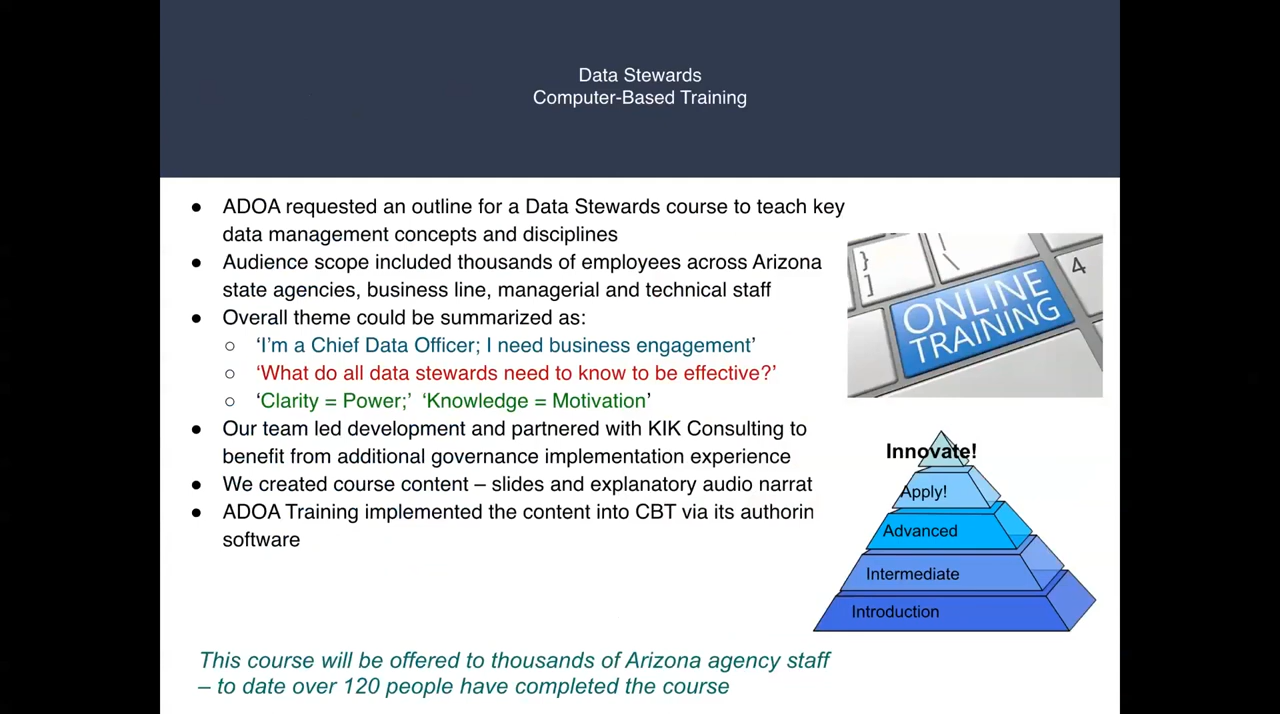 Data Stewards
Computer-Based Training
● ADOA requested an outline for a Data Stewards course to teach key
data management concepts and disciplines
● Audience scope included thousands of employees across Arizona
state agencies, business line, managerial and technical staff
● Overall theme could be summarized as:
○ ‘I’m a Chief Data Officer; I need business engagement’
○ ‘What do all data stewards need to know to be effective?’
○ ‘Clarity = Power;’ ‘Knowledge = Motivation’
● Our team led development and partnered with KIK Consulting to
benefit from additional governance implementation experience
● We created course content – slides and explanatory audio narrat
● ADOA Training implemented the content into CBT via its authorin
software
}
]
\
4
ONLINE
TRAINING
Innovate!
Apply!
Advanced
Intermediate
Introduction
This course will be offered to thousands of Arizona agency staff
– to date over 120 people have completed the course